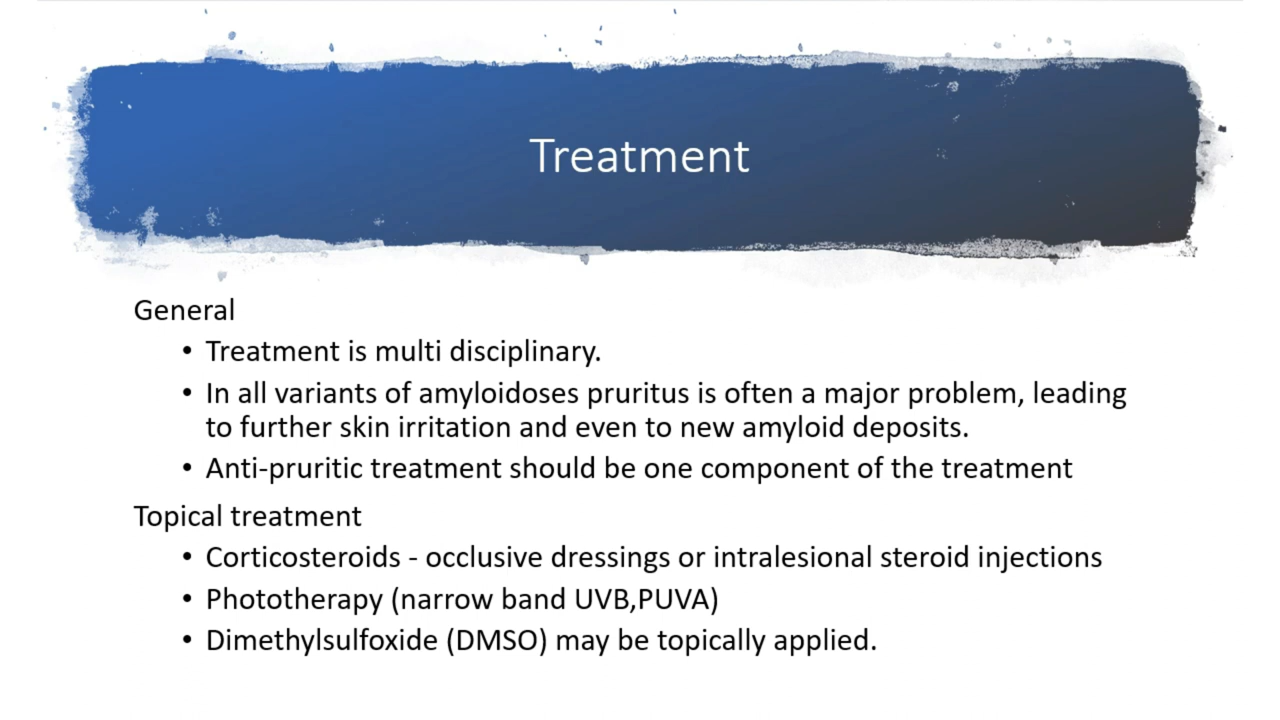 Treatment
General
• Treatment is multi disciplinary.
• In all variants of amyloidoses pruritus is often a major problem, leading
to further skin irritation and even to new amyloid deposits.
• Anti-pruritic treatment should be one component of the treatment
Topical treatment
• Corticosteroids - occlusive dressings or intralesional steroid injections
• Phototherapy (narrow band UVB,PUVA)
• Dimethylsulfoxide (DMSO) may be topically applied.